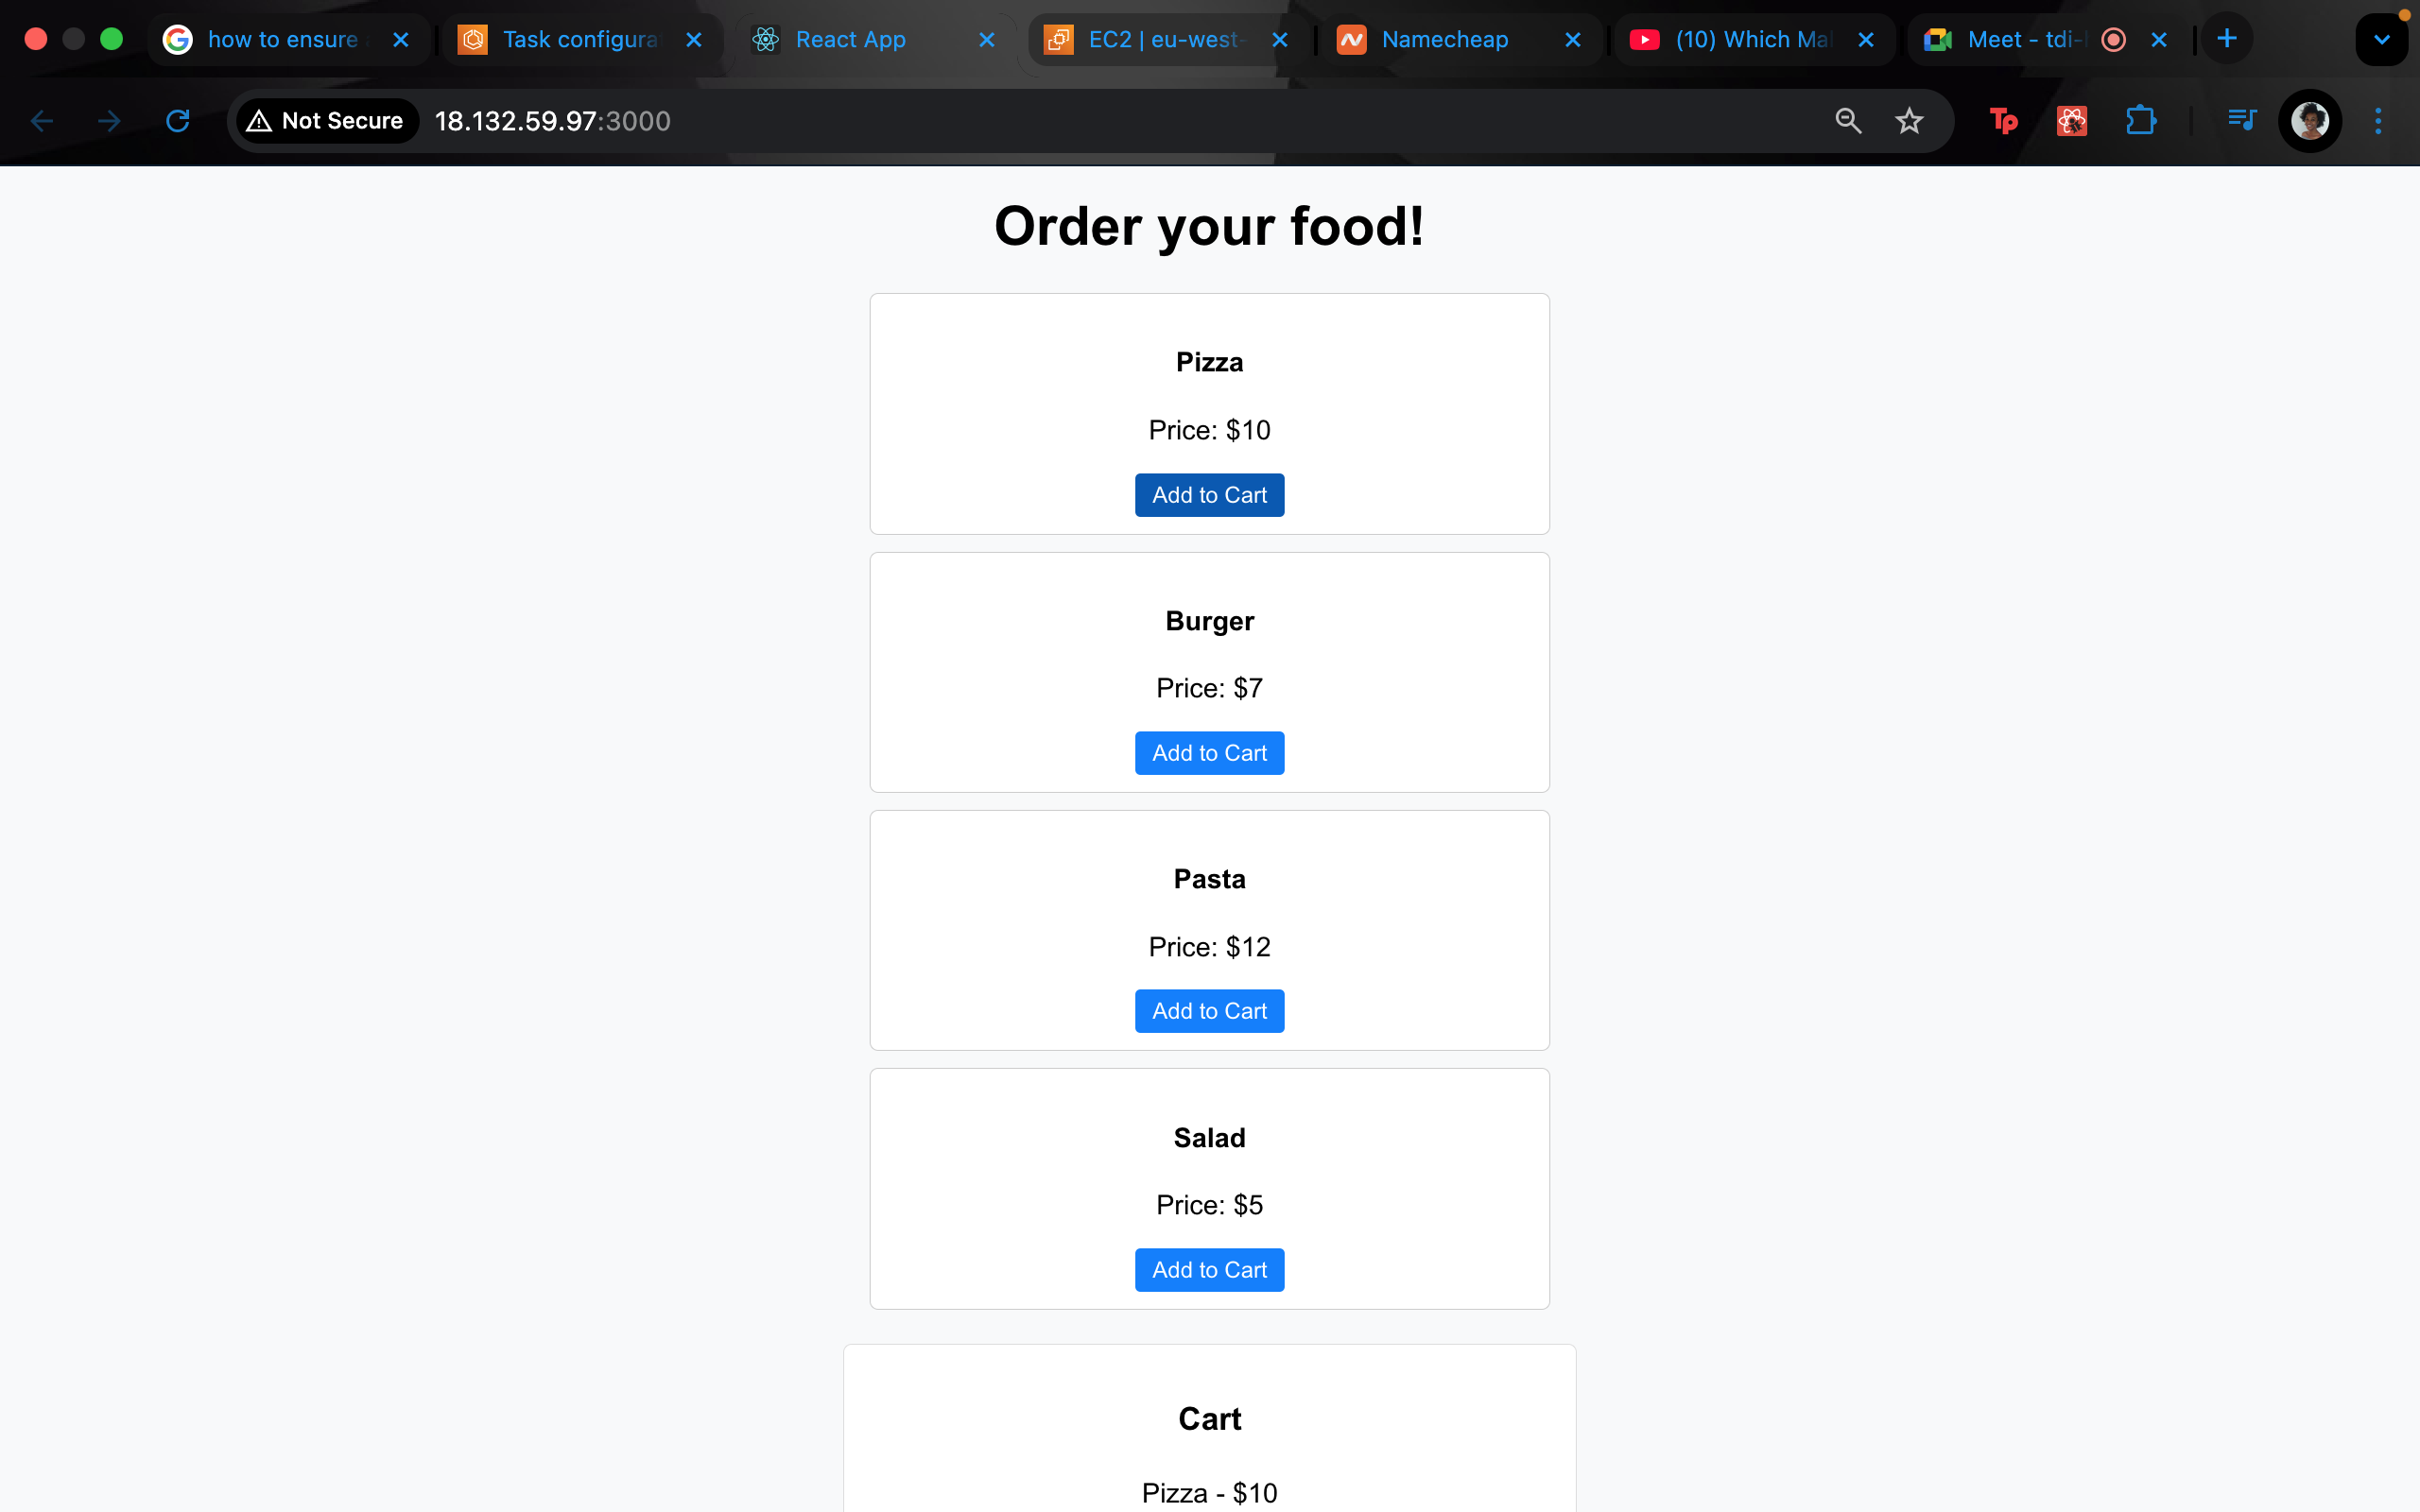 how to ensure
Task configura
React App
EC2 | eu-west-
Namecheap
(10) Which Ma
Meet - tdi-
Not Secure
18.132.59.97:3000
Tp
Order your food!
Pizza
Price: $10
Add to Cart
Burger
Price: $7
Add to Cart
Pasta
Price: $12
Add to Cart
Salad
Price: $5
Add to Cart
Cart
Pizza - $10